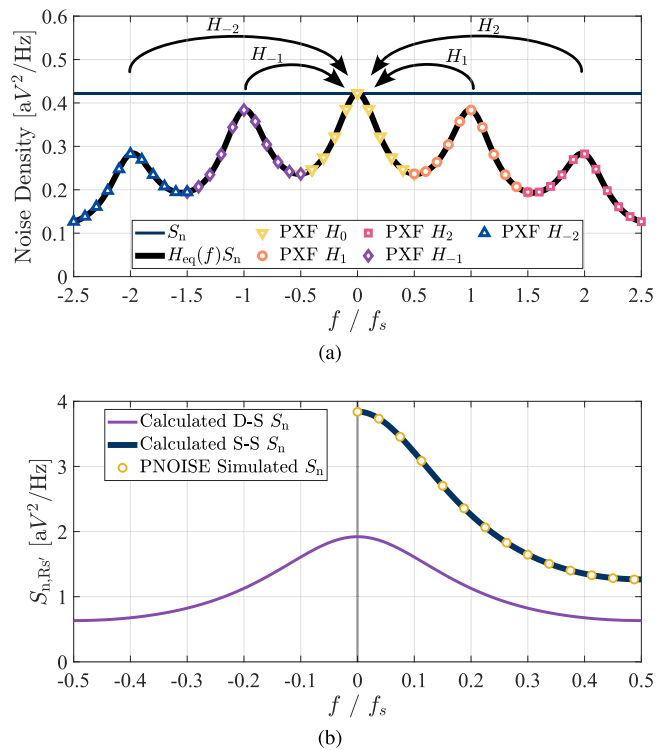 0.6
0.5
0.4
0.3
0.2
0.1
0
Noise Density [aV²/Hz]
H₋₂
H₋₁
H₂
H₁
Sₙ
PXF H₀
PXF H₂
PXF H₋₂
H_eq(f)Sₙ
PXF H₁
PXF H₋₁
-2.5 -2 -1.5 -1 -0.5 0 0.5 1 1.5 2 2.5
f / fₛ
(a)
4
3
2
1
0
S_n,Rs′ [aV²/Hz]
Calculated D-S Sₙ
Calculated S-S Sₙ
PNOISE Simulated Sₙ
-0.5 -0.4 -0.3 -0.2 -0.1 0 0.1 0.2 0.3 0.4 0.5
f / fₛ
(b)